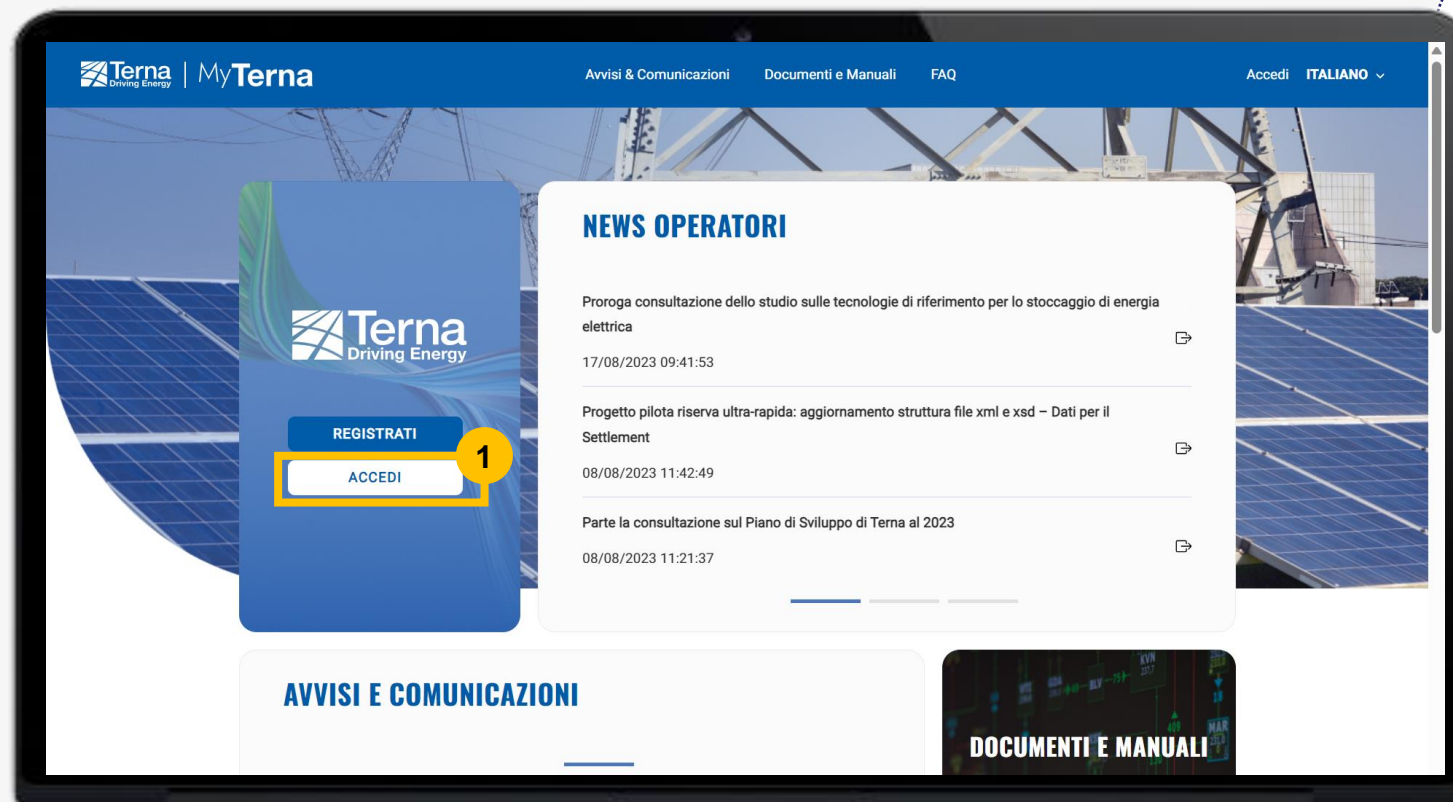 Terna
Driving Energy
MyTerna
Avvisi & Comunicazioni
Documenti e Manuali
FAQ
Accedi
ITALIANO
Terna
Driving Energy
REGISTRATI
ACCEDI
1
NEWS OPERATORI
Proroga consultazione dello studio sulle tecnologie di riferimento per lo stoccaggio di energia
elettrica
17/08/2023 09:41:53
Progetto pilota riserva ultra-rapida: aggiornamento struttura file xml e xsd – Dati per il
Settlement
08/08/2023 11:42:49
Parte la consultazione sul Piano di Sviluppo di Terna al 2023
08/08/2023 11:21:37
AVVISI E COMUNICAZIONI
KVN
BLV
409
MAR
DOCUMENTI E MANUALI